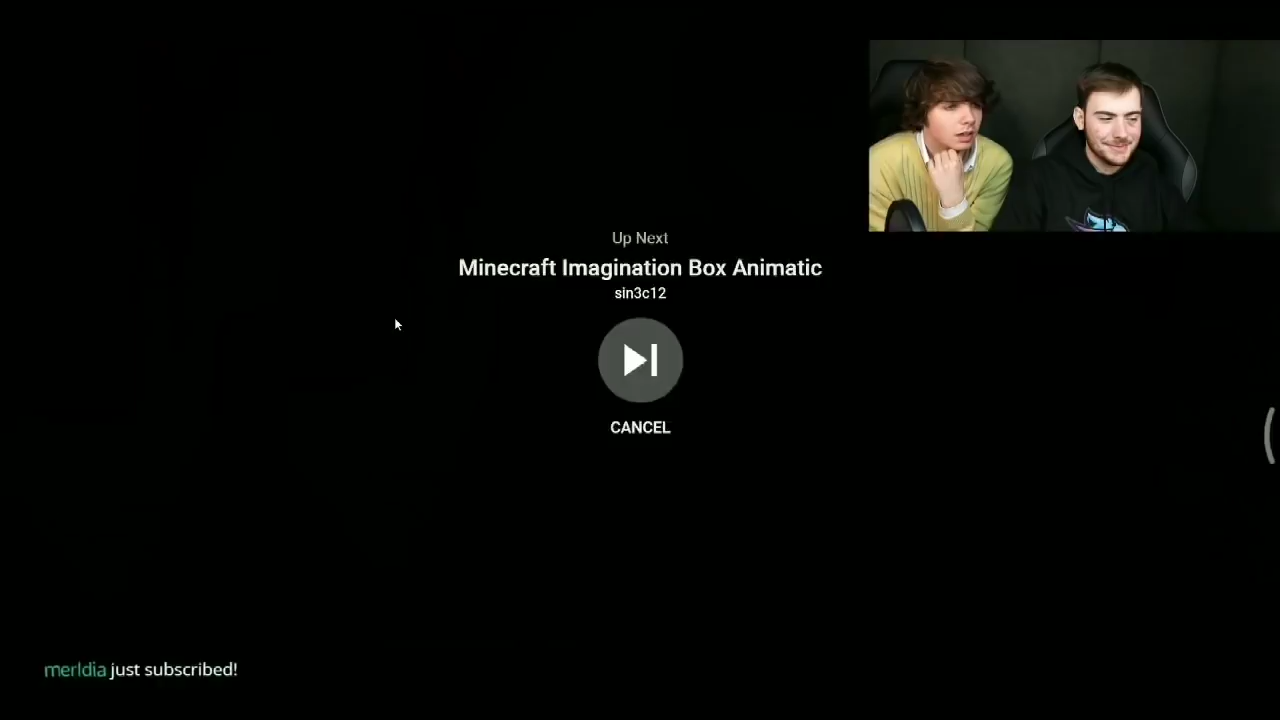 Up Next
Minecraft Imagination Box Animatic
sin3c12
CANCEL
merldia just subscribed!